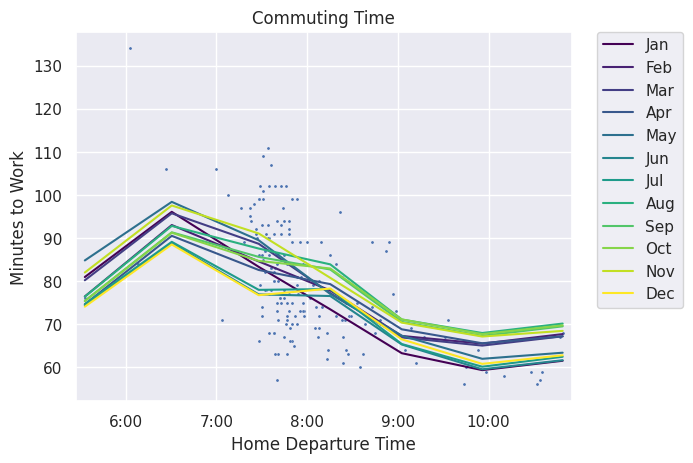 Commuting Time
Minutes to Work
130
120
110
100
90
80
70
60
6:00 7:00 8:00 9:00 10:00
Home Departure Time
Jan
Feb
Mar
Apr
May
Jun
Jul
Aug
Sep
Oct
Nov
Dec